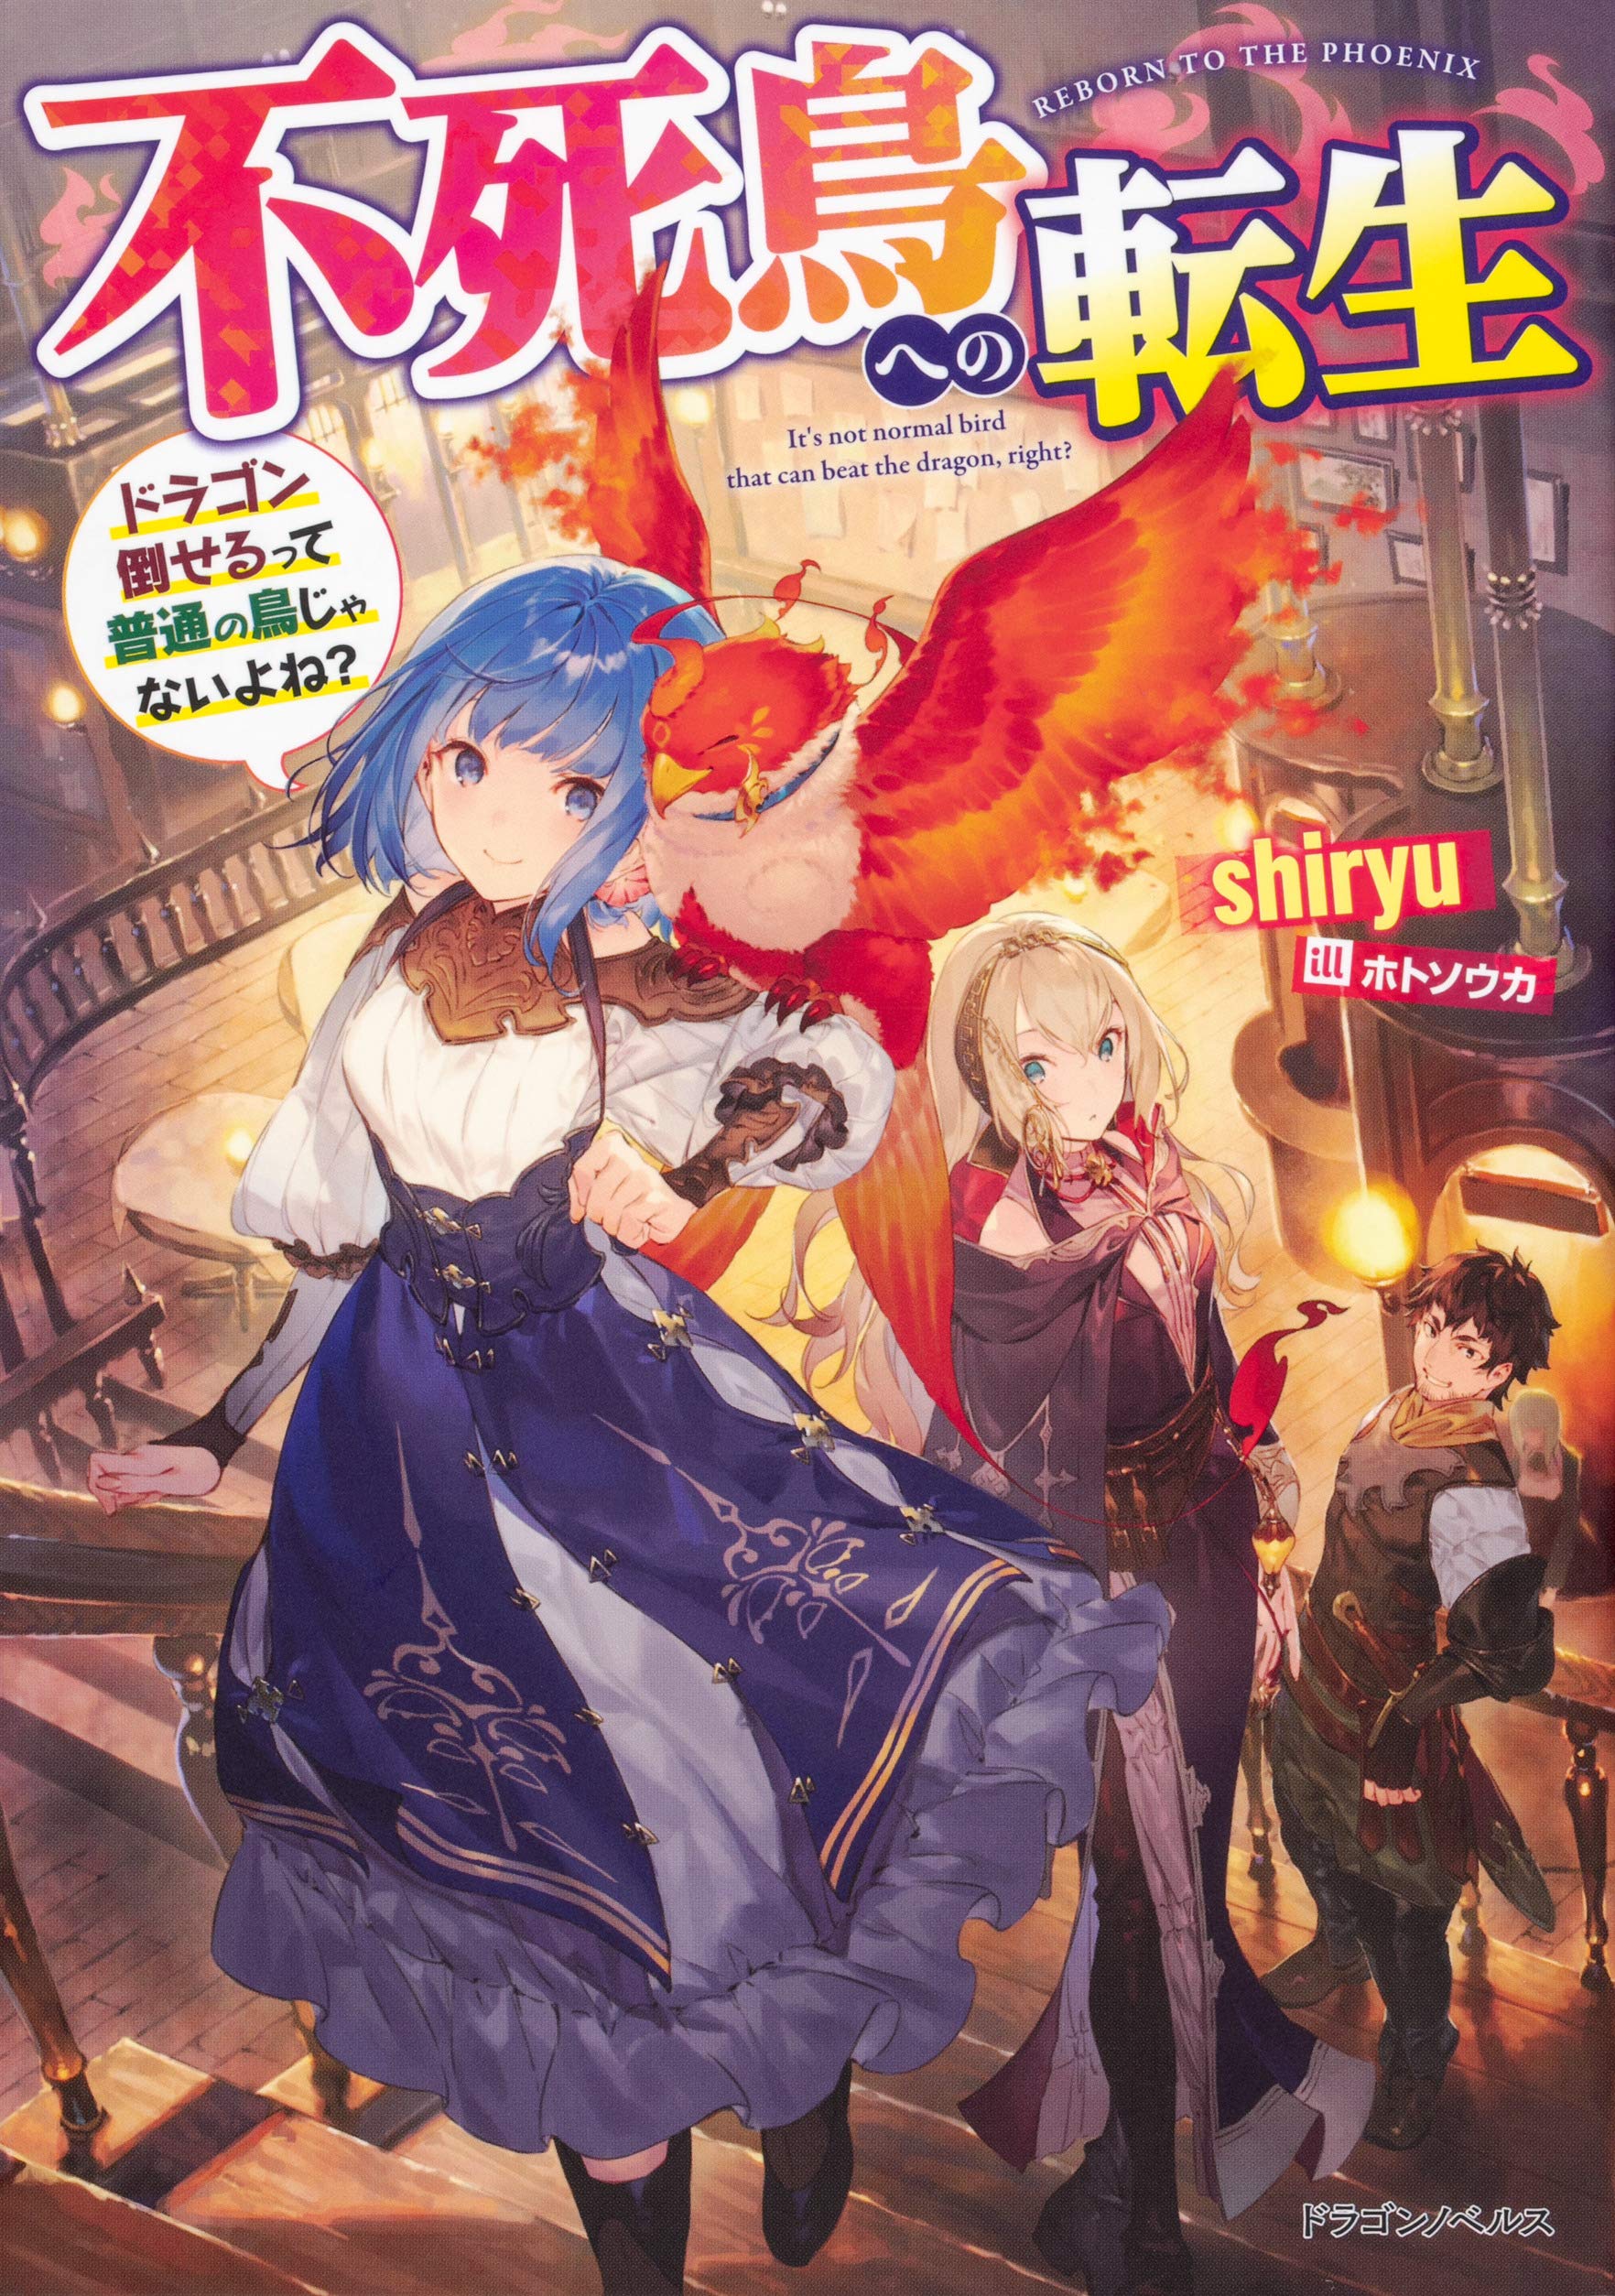 REBORN TO THE PHOENIX
不死鳥への転生
It's not normal bird
that can beat the dragon, right?
ドラゴン
倒せるって
普通の鳥じゃ
ないよね?
shiryu
ill ホトソウカ
ドラゴンノベルス